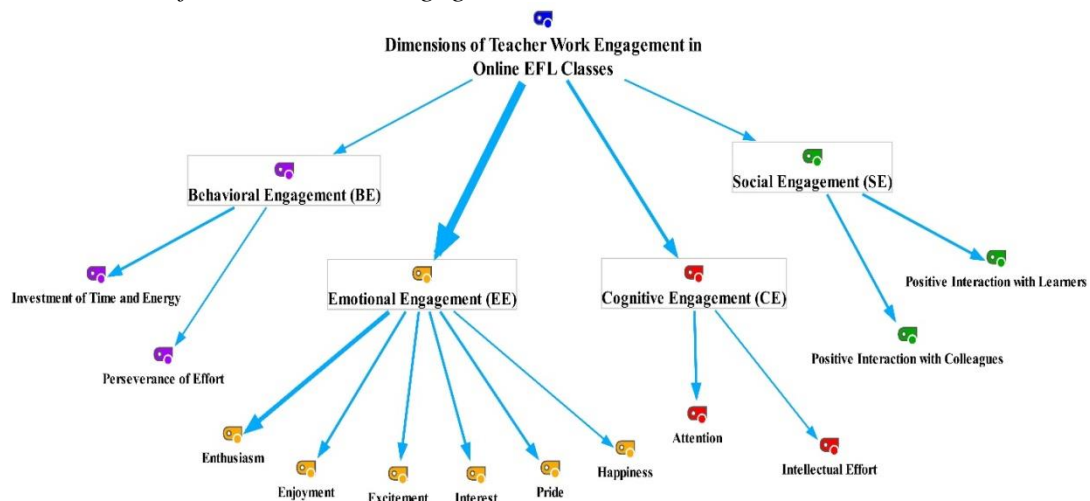 Dimensions of Teacher Work Engagement in
Online EFL Classes
Behavioral Engagement (BE)
Social Engagement (SE)
Investment of Time and Energy
Emotional Engagement (EE)
Cognitive Engagement (CE)
Positive Interaction with Learners
Perseverance of Effort
Positive Interaction with Colleagues
Enthusiasm
Enjoyment
Excitement
Interest
Pride
Happiness
Attention
Intellectual Effort